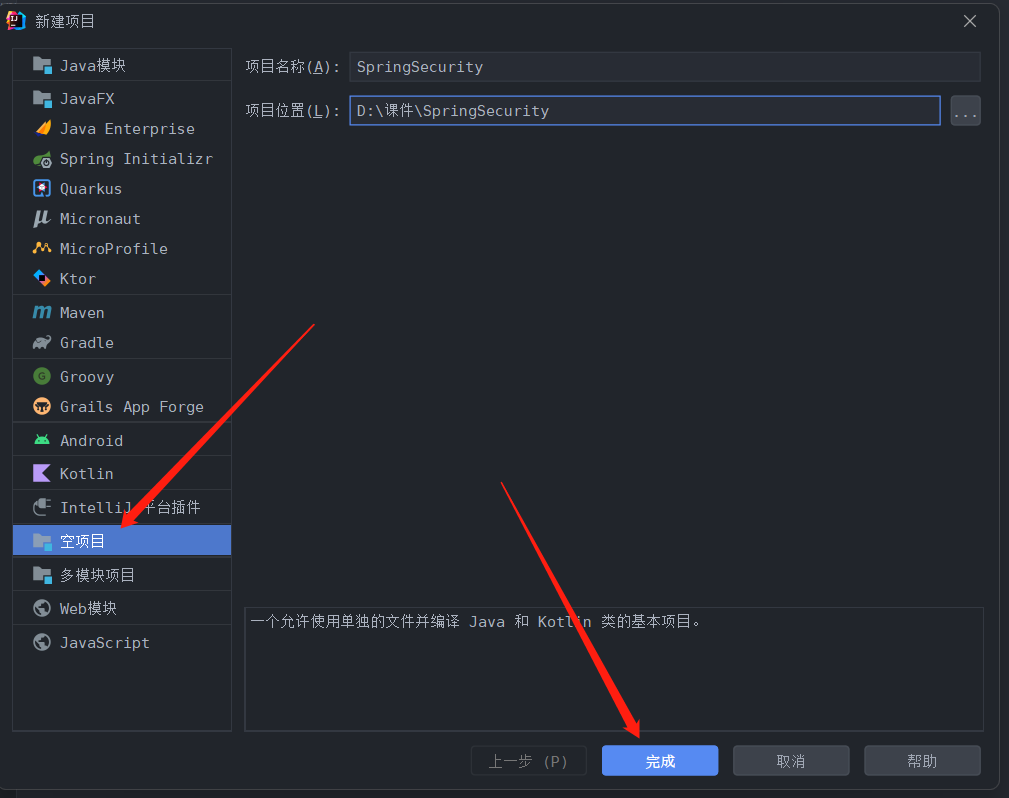 新建项目
Java模块
JavaFX
Java Enterprise
Spring Initializr
Quarkus
Micronaut
MicroProfile
Ktor
Maven
Gradle
Groovy
Grails App Forge
Android
Kotlin
IntelliJ 平台插件
空项目
多模块项目
Web模块
JavaScript
项目名称(A): SpringSecurity
项目位置(L): D:\课件\SpringSecurity ...
一个允许使用单独的文件并编译 Java 和 Kotlin 类的基本项目。
上一步 (P) 完成 取消 帮助